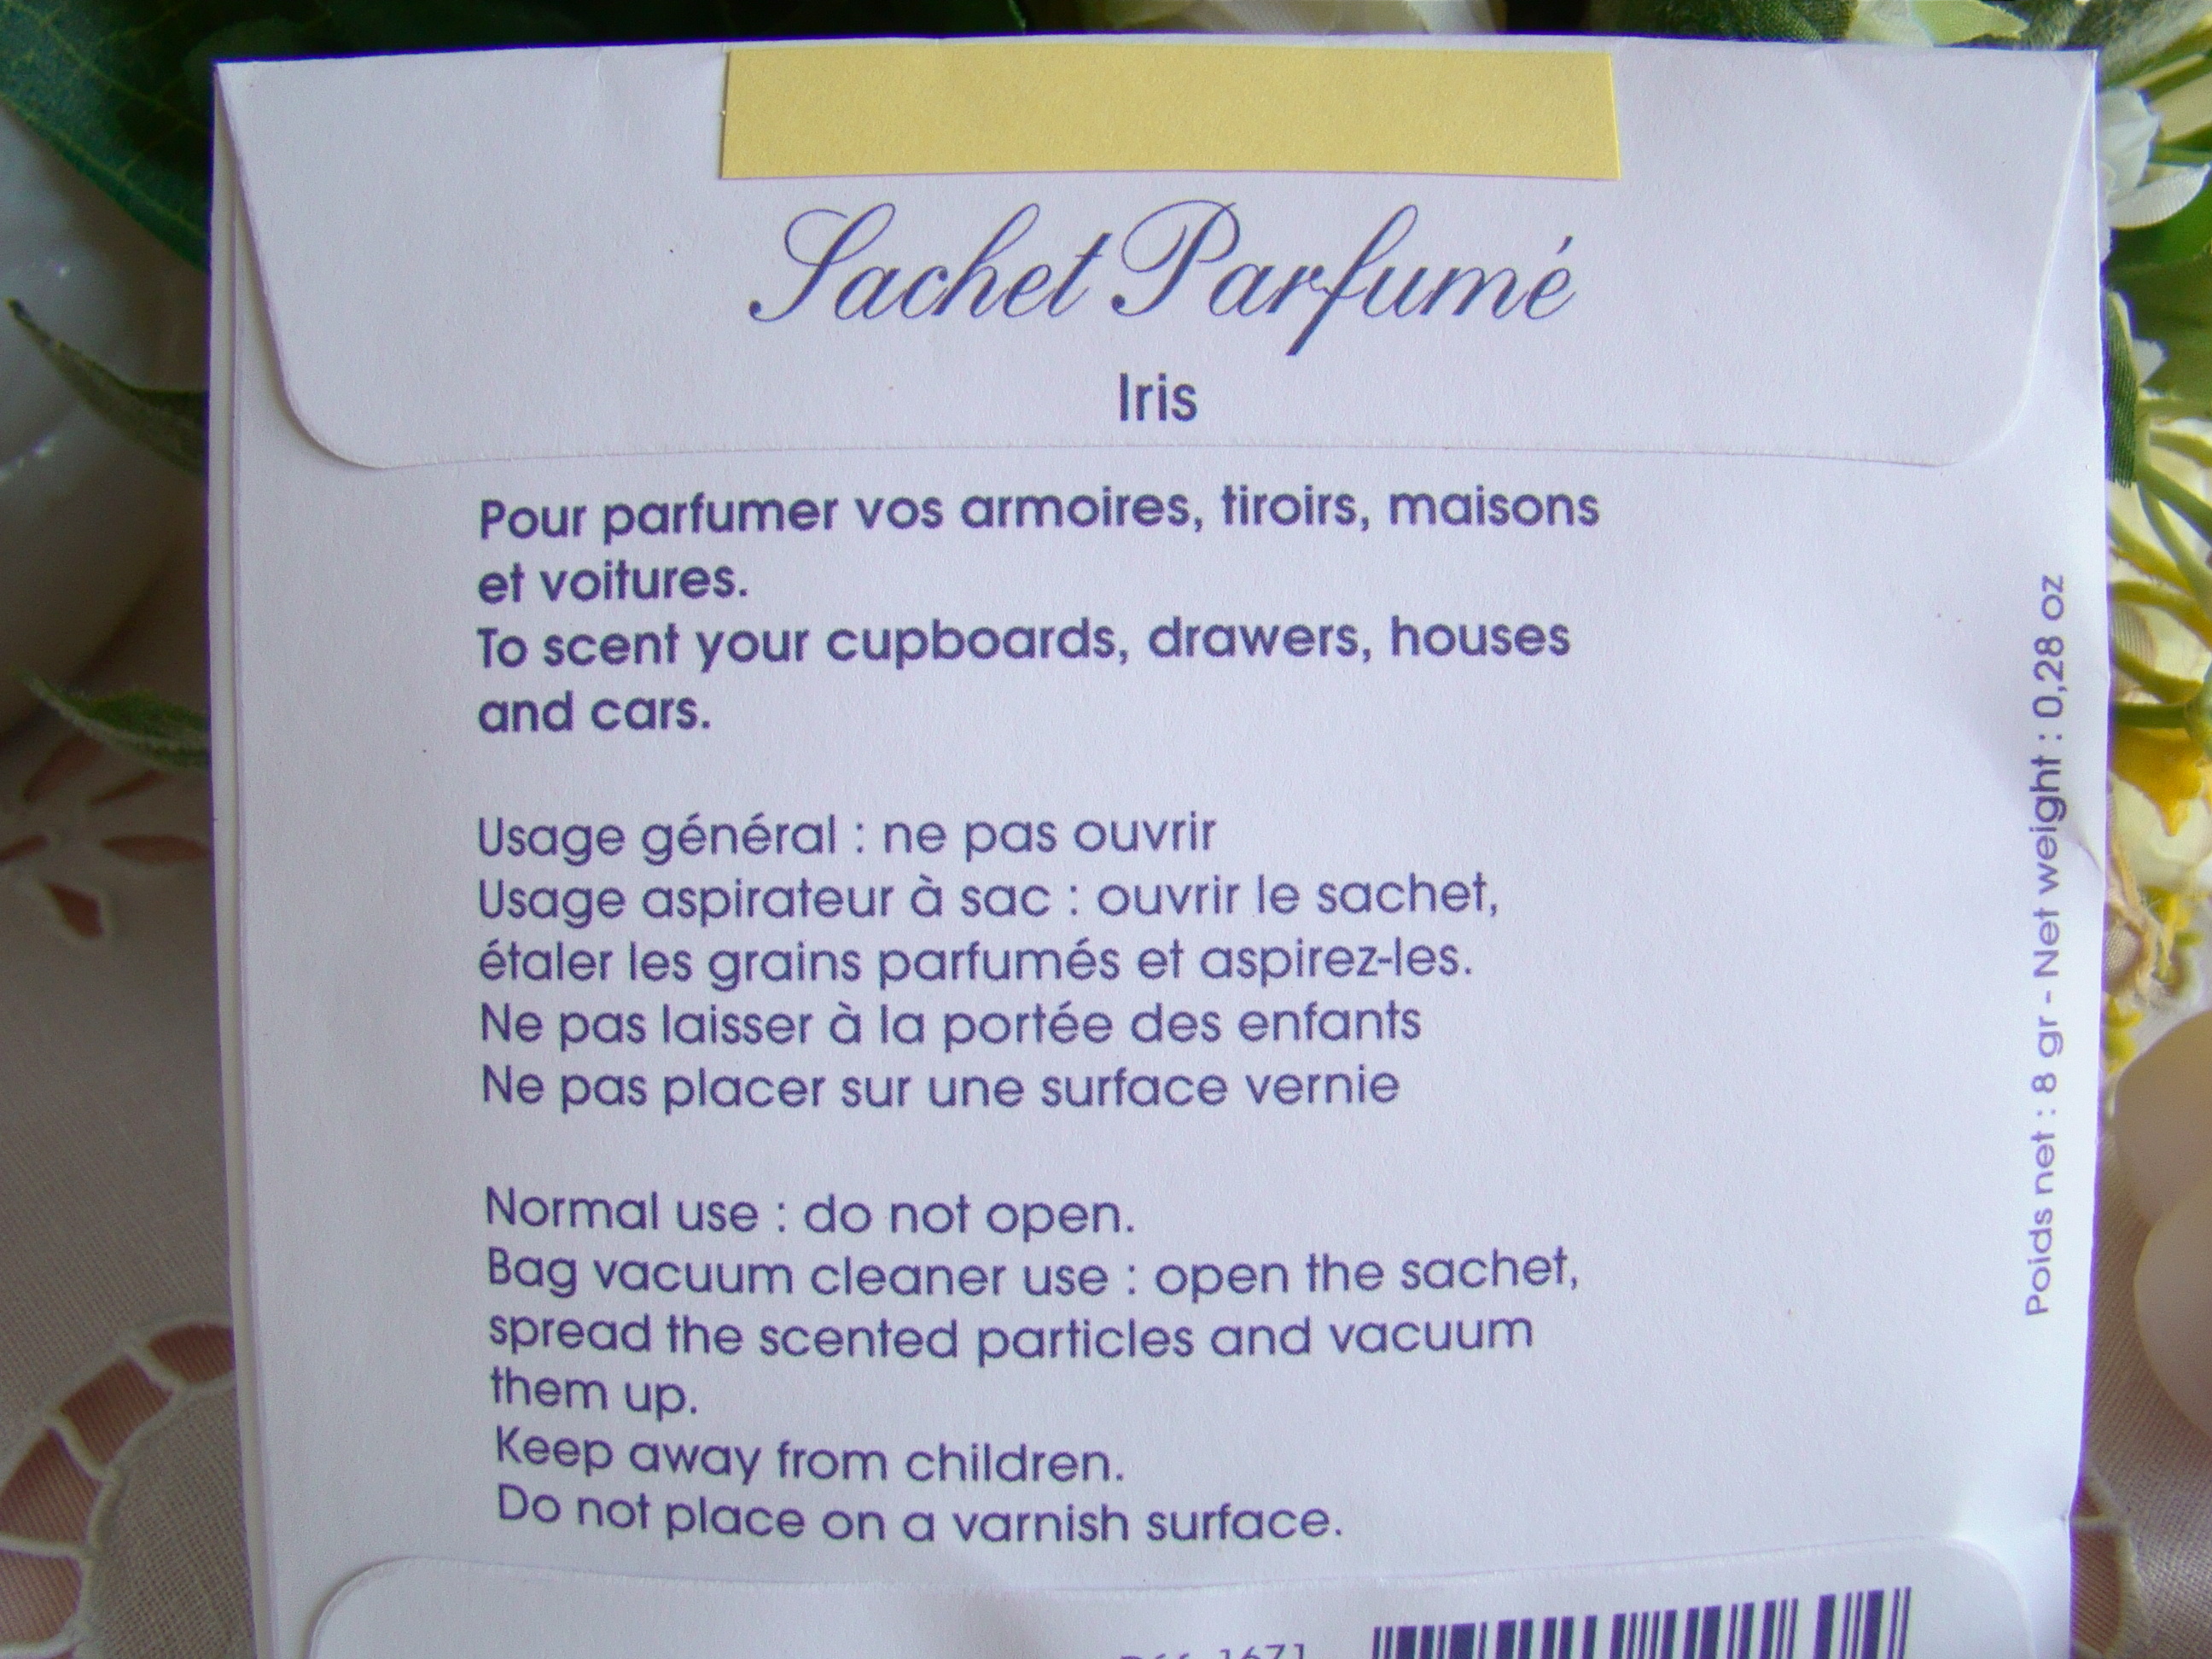 Sachet Parfumé
Iris
Pour parfumer vos armoires, tiroirs, maisons
et voitures.
To scent your cupboards, drawers, houses
and cars.
Usage général : ne pas ouvrir
Usage aspirateur à sac : ouvrir le sachet,
étaler les grains parfumés et aspirez-les.
Ne pas laisser à la portée des enfants
Ne pas placer sur une surface vernie
Normal use : do not open.
Bag vacuum cleaner use : open the sachet,
spread the scented particles and vacuum
them up.
Keep away from children.
Do not place on a varnish surface.
Poids net : 8 gr - Net weight : 0,28 oz
1671